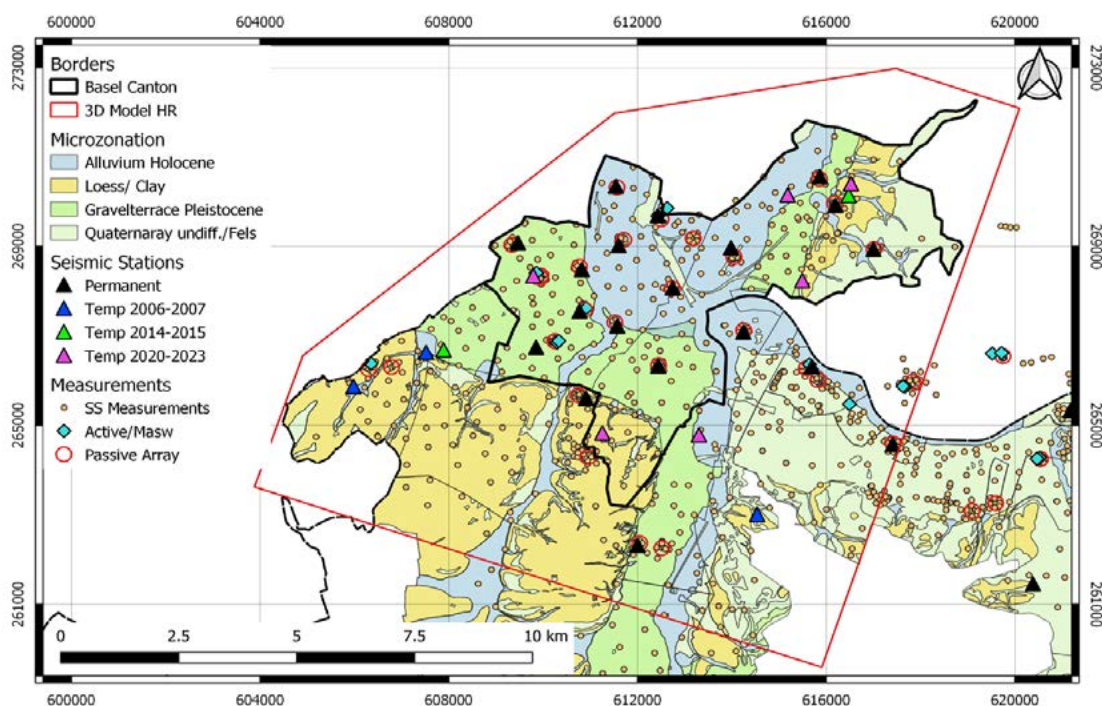 600000 604000 608000 612000 616000 620000
273000 273000
Borders
Basel Canton
3D Model HR
Microzonation
Alluvium Holocene
Loess/ Clay
Gravelterrace Pleistocene
Quaternaray undiff./Fels
Seismic Stations
Permanent
Temp 2006-2007
Temp 2014-2015
Temp 2020-2023
Measurements
SS Measurements
Active/Masw
Passive Array
269000 269000
265000 265000
261000 261000
0 2.5 5 7.5 10 km
600000 604000 608000 612000 616000 620000